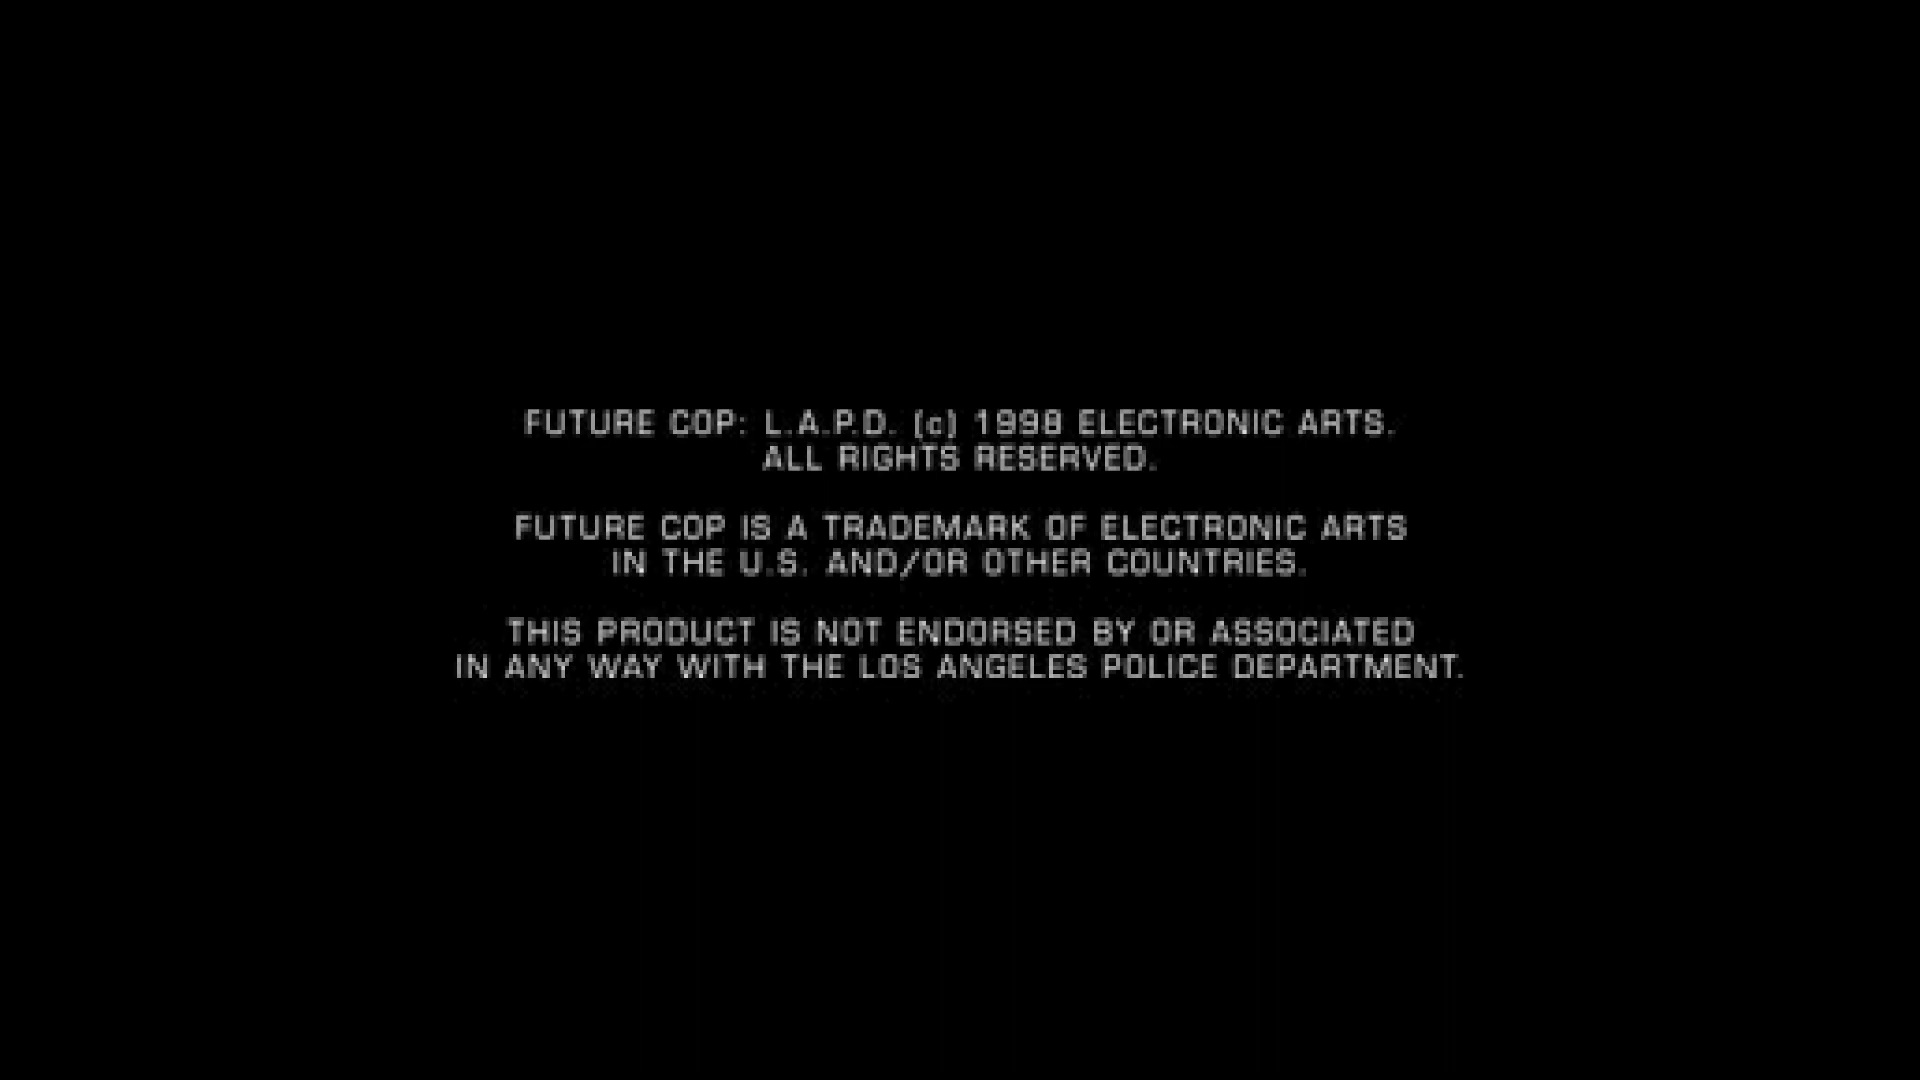 FUTURE COP: L.A.P.D. (c) 1998 ELECTRONIC ARTS.
ALL RIGHTS RESERVED.
FUTURE COP IS A TRADEMARK OF ELECTRONIC ARTS
IN THE U.S. AND/OR OTHER COUNTRIES.
THIS PRODUCT IS NOT ENDORSED BY OR ASSOCIATED
IN ANY WAY WITH THE LOS ANGELES POLICE DEPARTMENT.